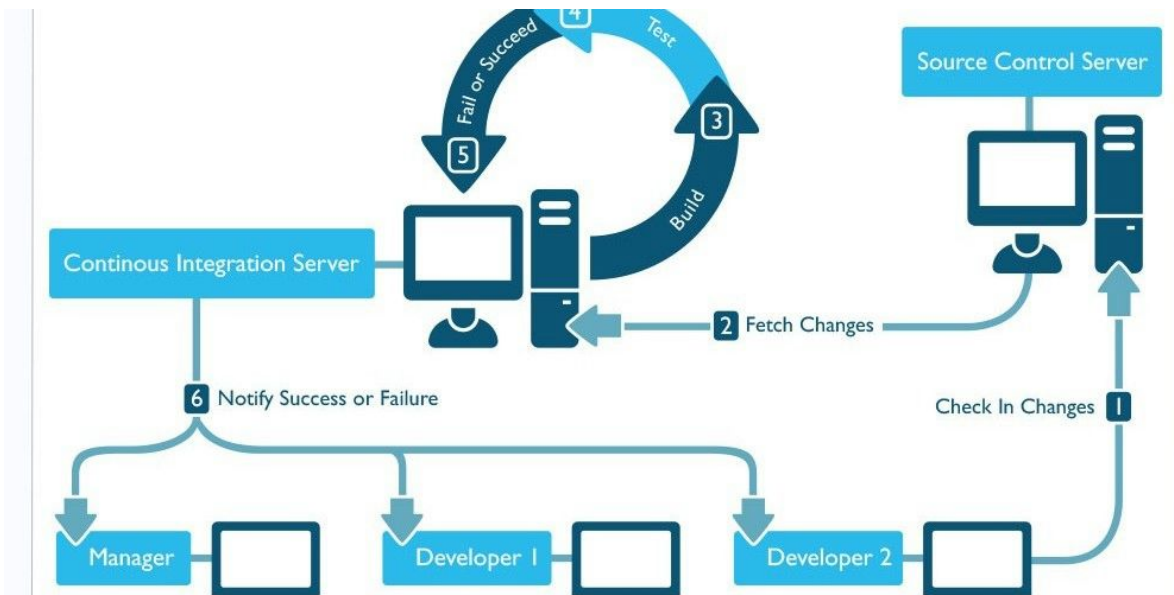 4
Test
Fail or Succeed
Source Control Server
3
5
Build
Continous Integration Server
2 Fetch Changes
6 Notify Success or Failure
Check In Changes 1
Manager
Developer 1
Developer 2